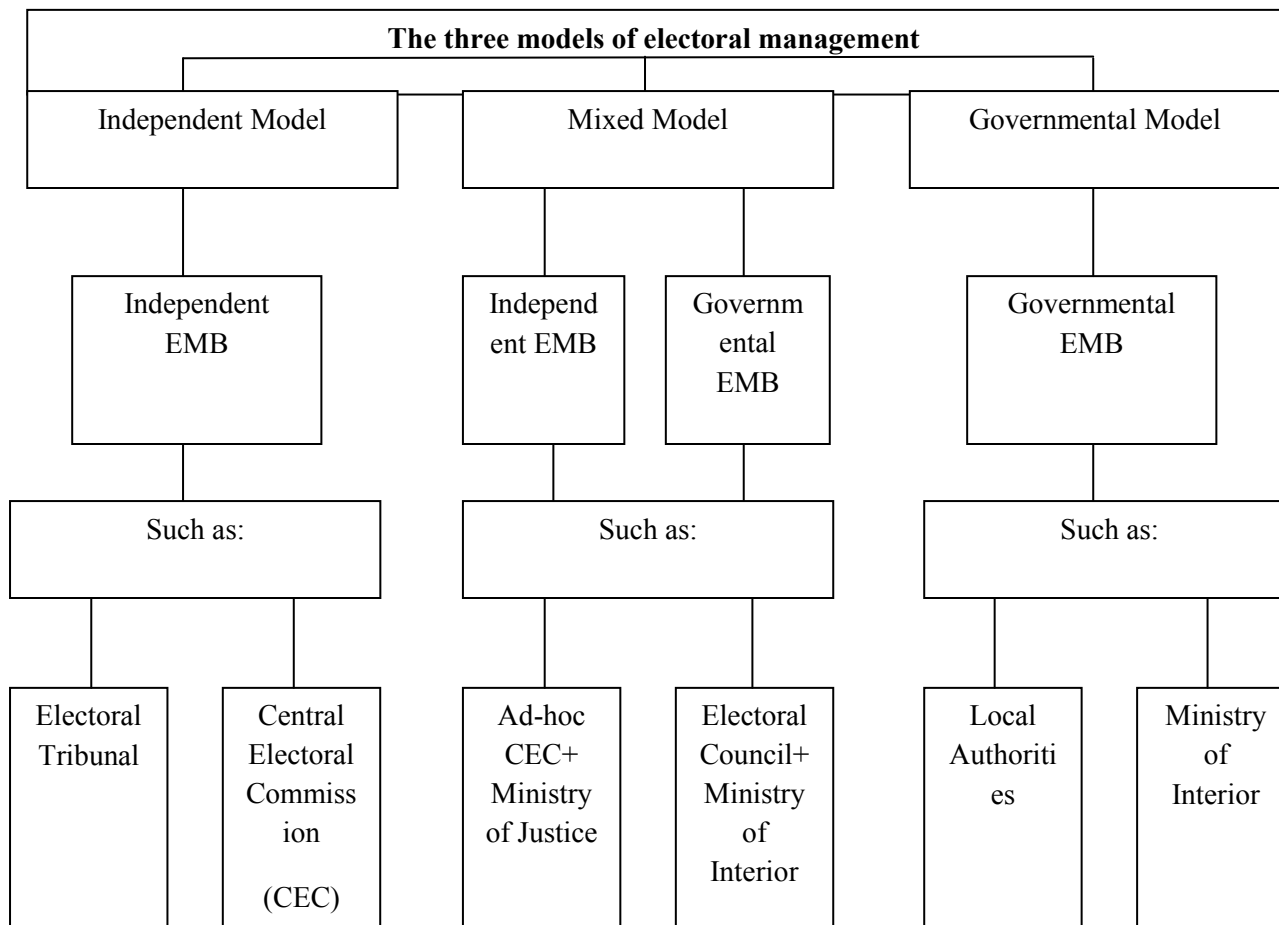 The three models of electoral management
Independent Model
Mixed Model
Governmental Model
Independent
EMB
Independ
ent EMB
Governm
ental
EMB
Governmental
EMB
Such as:
Such as:
Such as:
Electoral
Tribunal
Central
Electoral
Commiss
ion
(CEC)
Ad-hoc
CEC+
Ministry
of Justice
Electoral
Council+
Ministry
of
Interior
Local
Authoriti
es
Ministry
of
Interior